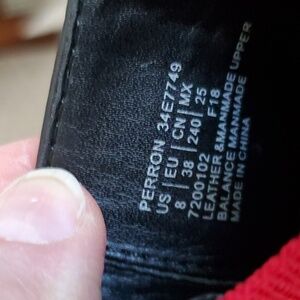 PERRON 34E7749
US | EU | CN | MX
8 | 38 | 240 | 25
7200102 F18
LEATHER &MANMADE UPPER
BALANCE MANMADE
MADE IN CHINA